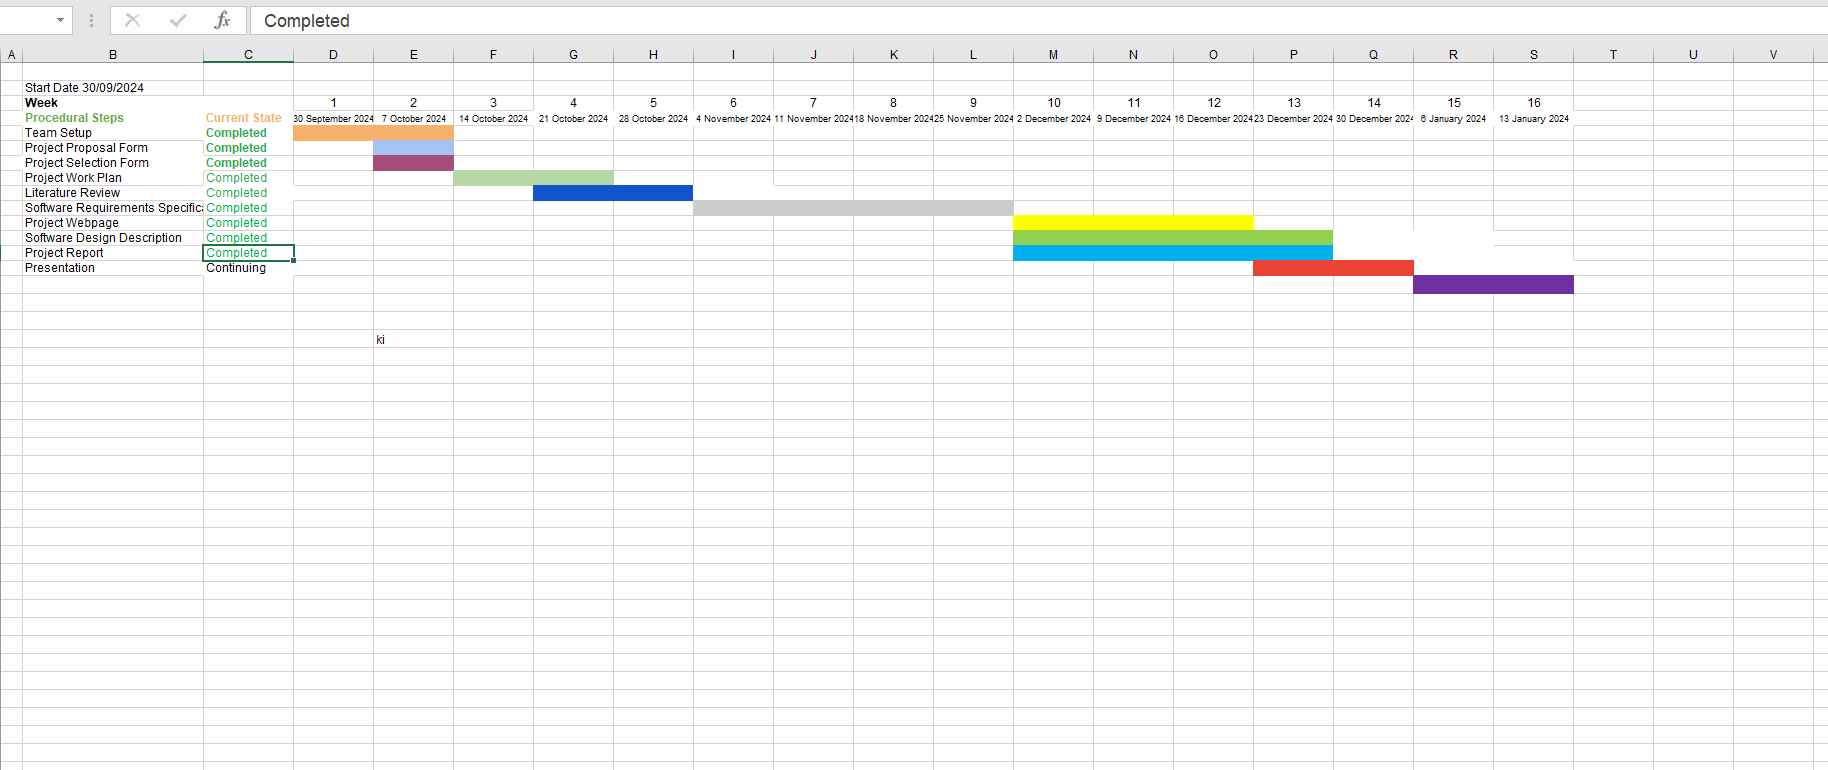 fx Completed
A B C D E F G H I J K L M N O P Q R S T U V
Start Date 30/09/2024
Week 1 2 3 4 5 6 7 8 9 10 11 12 13 14 15 16
Procedural Steps Current State 30 September 2024 7 October 2024 14 October 2024 21 October 2024 28 October 2024 4 November 2024 11 November 2024 18 November 2024 25 November 2024 2 December 2024 9 December 2024 16 December 2024 23 December 2024 30 December 2024 6 January 2024 13 January 2024
Team Setup Completed
Project Proposal Form Completed
Project Selection Form Completed
Project Work Plan Completed
Literature Review Completed
Software Requirements Specific Completed
Project Webpage Completed
Software Design Description Completed
Project Report Completed
Presentation Continuing
ki